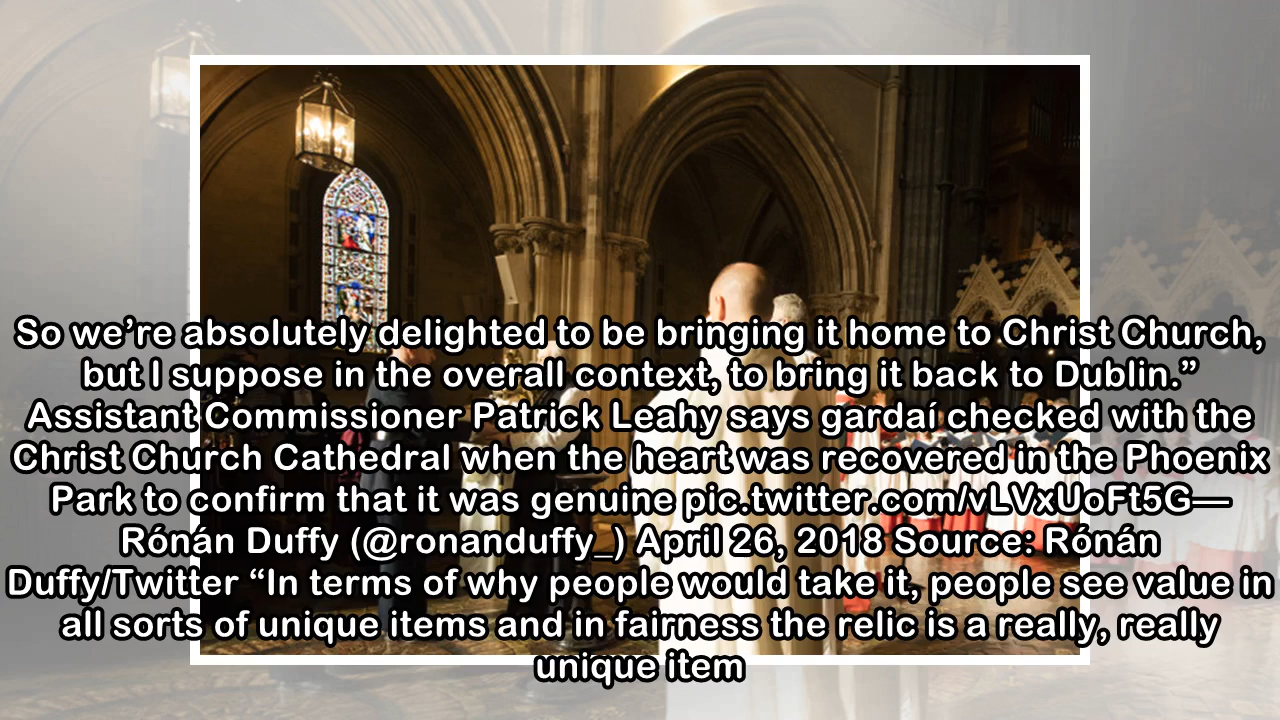 So we’re absolutely delighted to be bringing it home to Christ Church,
but I suppose in the overall context, to bring it back to Dublin.”
Assistant Commissioner Patrick Leahy says gardaí checked with the
Christ Church Cathedral when the heart was recovered in the Phoenix
Park to confirm that it was genuine pic.twitter.com/vLVxUoFt5G—
Rónán Duffy (@ronanduffy_) April 26, 2018 Source: Rónán
Duffy/Twitter “In terms of why people would take it, people see value in
all sorts of unique items and in fairness the relic is a really, really
unique item